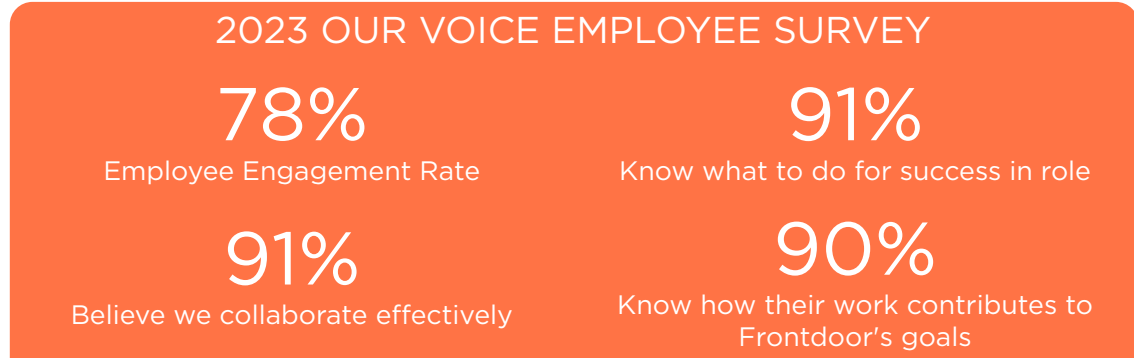 2023 OUR VOICE EMPLOYEE SURVEY
78%
Employee Engagement Rate
91%
Know what to do for success in role
91%
Believe we collaborate effectively
90%
Know how their work contributes to
Frontdoor's goals